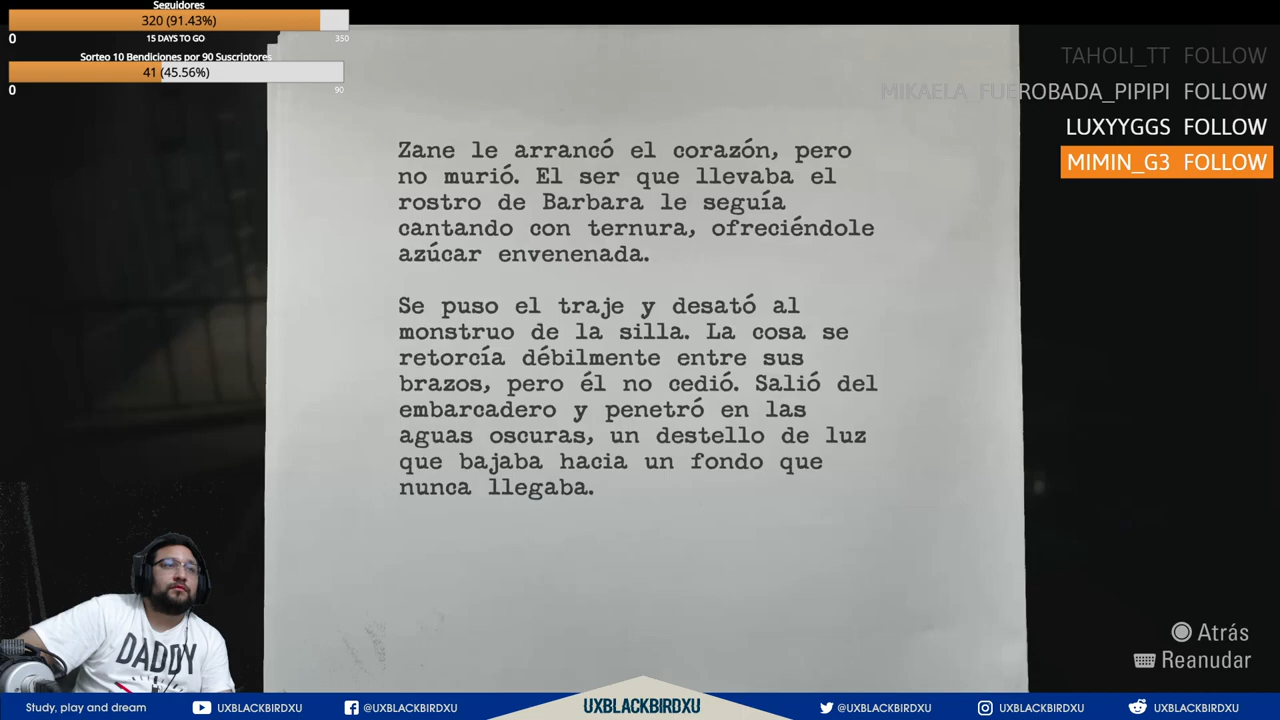 Seguidores
320 (91.43%)
0
15 DAYS TO GO
350
Sorteo 10 Bendiciones por 90 Suscriptores
41 (45.56%)
0
90
TAHOLI_TT FOLLOW
MIKAELA_FUEROBADA_PIPIPI FOLLOW
LUXYYGGS FOLLOW
MIMIN_G3 FOLLOW
Zane le arrancó el corazón, pero
no murió. El ser que llevaba el
rostro de Barbara le seguía
cantando con ternura, ofreciéndole
azúcar envenenada.
Se puso el traje y desató al
monstruo de la silla. La cosa se
retorcía débilmente entre sus
brazos, pero él no cedió. Salió del
embarcadero y penetró en las
aguas oscuras, un destello de luz
que bajaba hacia un fondo que
nunca llegaba.
DADDY
Atrás
Reanudar
Study, play and dream
UXBLACKBIRDXU
@UXBLACKBIRDXU
UXBLACKBIRDXU
@UXBLACKBIRDXU
UXBLACKBIRDXU
UXBLACKBIRDXU